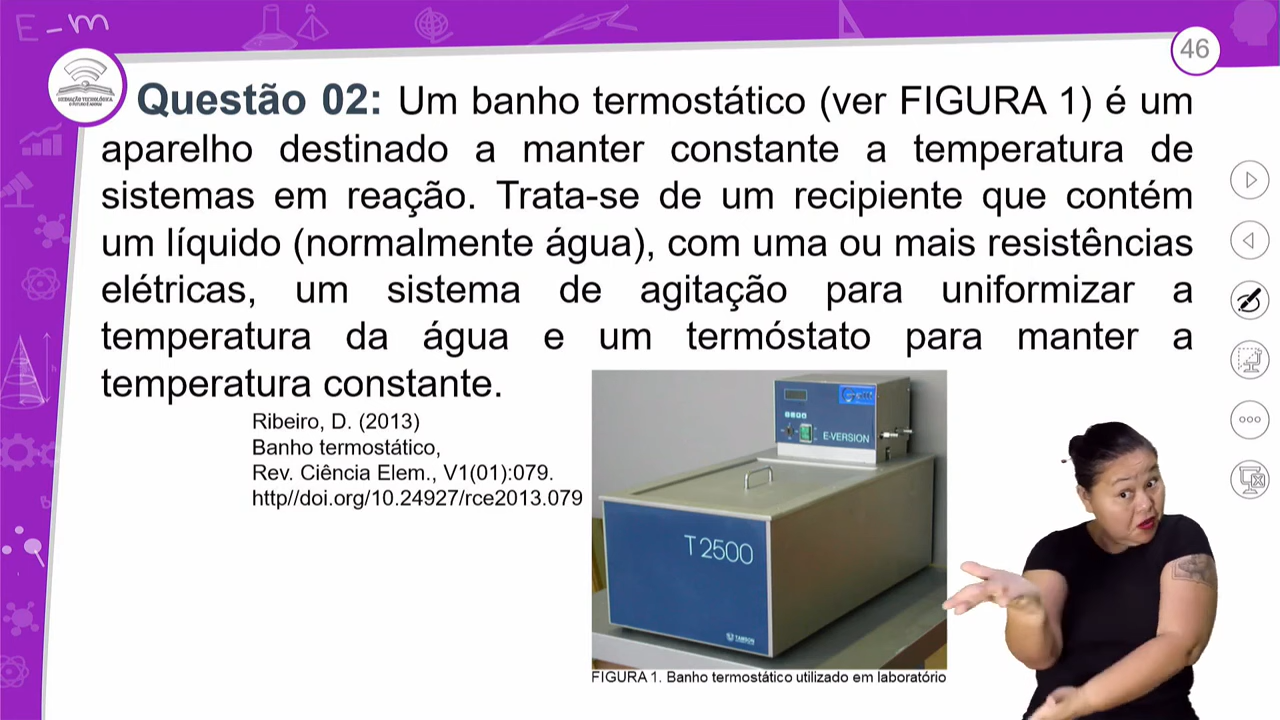 E-m
46
MEDIAÇÃO TECNOLÓGICA
Questão 02: Um banho termostático (ver FIGURA 1) é um
aparelho destinado a manter constante a temperatura de
sistemas em reação. Trata-se de um recipiente que contém
um líquido (normalmente água), com uma ou mais resistências
elétricas, um sistema de agitação para uniformizar a
temperatura da água e um termóstato para manter a
temperatura constante.
Ribeiro, D. (2013)
Banho termostático,
Rev. Ciência Elem., V1(01):079.
http//doi.org/10.24927/rce2013.079
E-VERSION
T2500
TAMSON
FIGURA 1. Banho termostático utilizado em laboratório